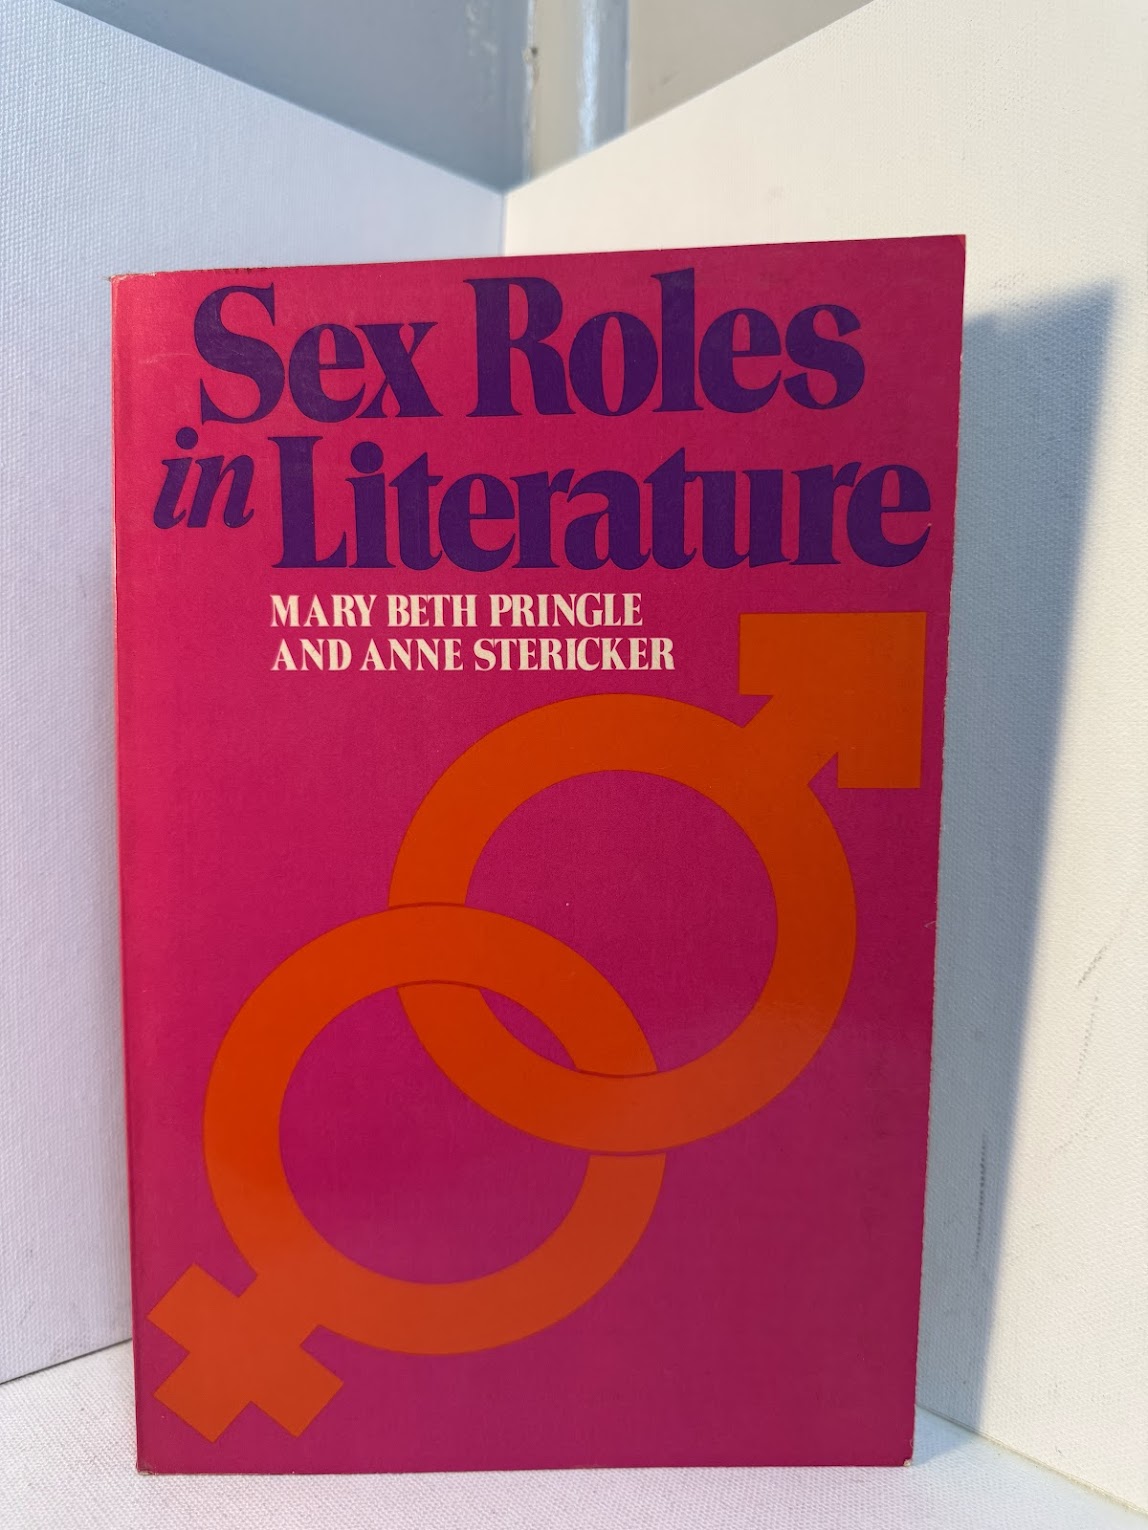 Sex Roles
in Literature
MARY BETH PRINGLE
AND ANNE STERICKER